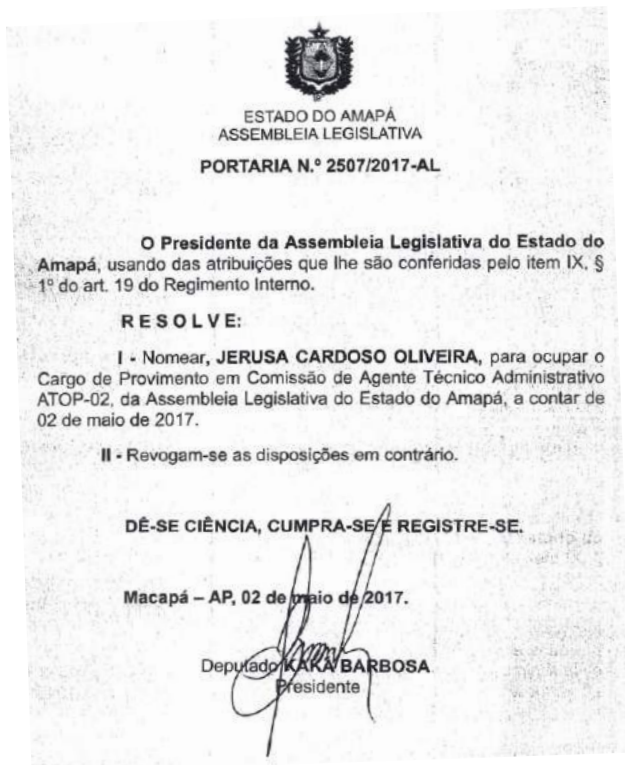 ESTADO DO AMAPÁ
ASSEMBLEIA LEGISLATIVA
PORTARIA N.º 2507/2017-AL
O Presidente da Assembleia Legislativa do Estado do
Amapá, usando das atribuições que lhe são conferidas pelo item IX, §
1º do art. 19 do Regimento Interno.
R E S O L V E:
I - Nomear, JERUSA CARDOSO OLIVEIRA, para ocupar o
Cargo de Provimento em Comissão de Agente Técnico Administrativo
ATOP-02, da Assembleia Legislativa do Estado do Amapá, a contar de
02 de maio de 2017.
II - Revogam-se as disposições em contrário.
DÊ-SE CIÊNCIA, CUMPRA-SE E REGISTRE-SE.
Macapá – AP, 02 de maio de 2017.
Deputado KAKÁ BARBOSA
Presidente